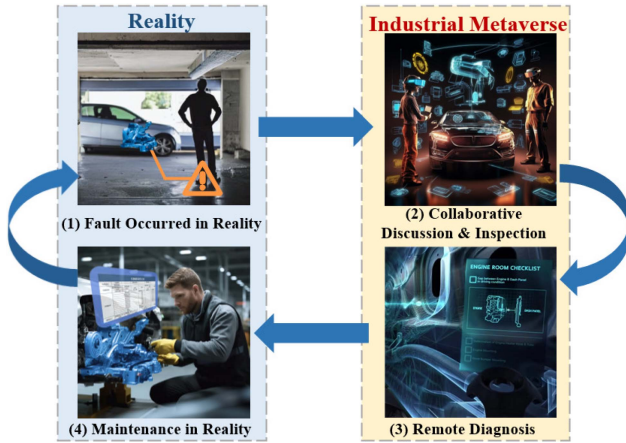 Reality
Industrial Metaverse
(1) Fault Occurred in Reality
(2) Collaborative
Discussion & Inspection
ENGINE ROOM CHECKLIST
(4) Maintenance in Reality
(3) Remote Diagnosis